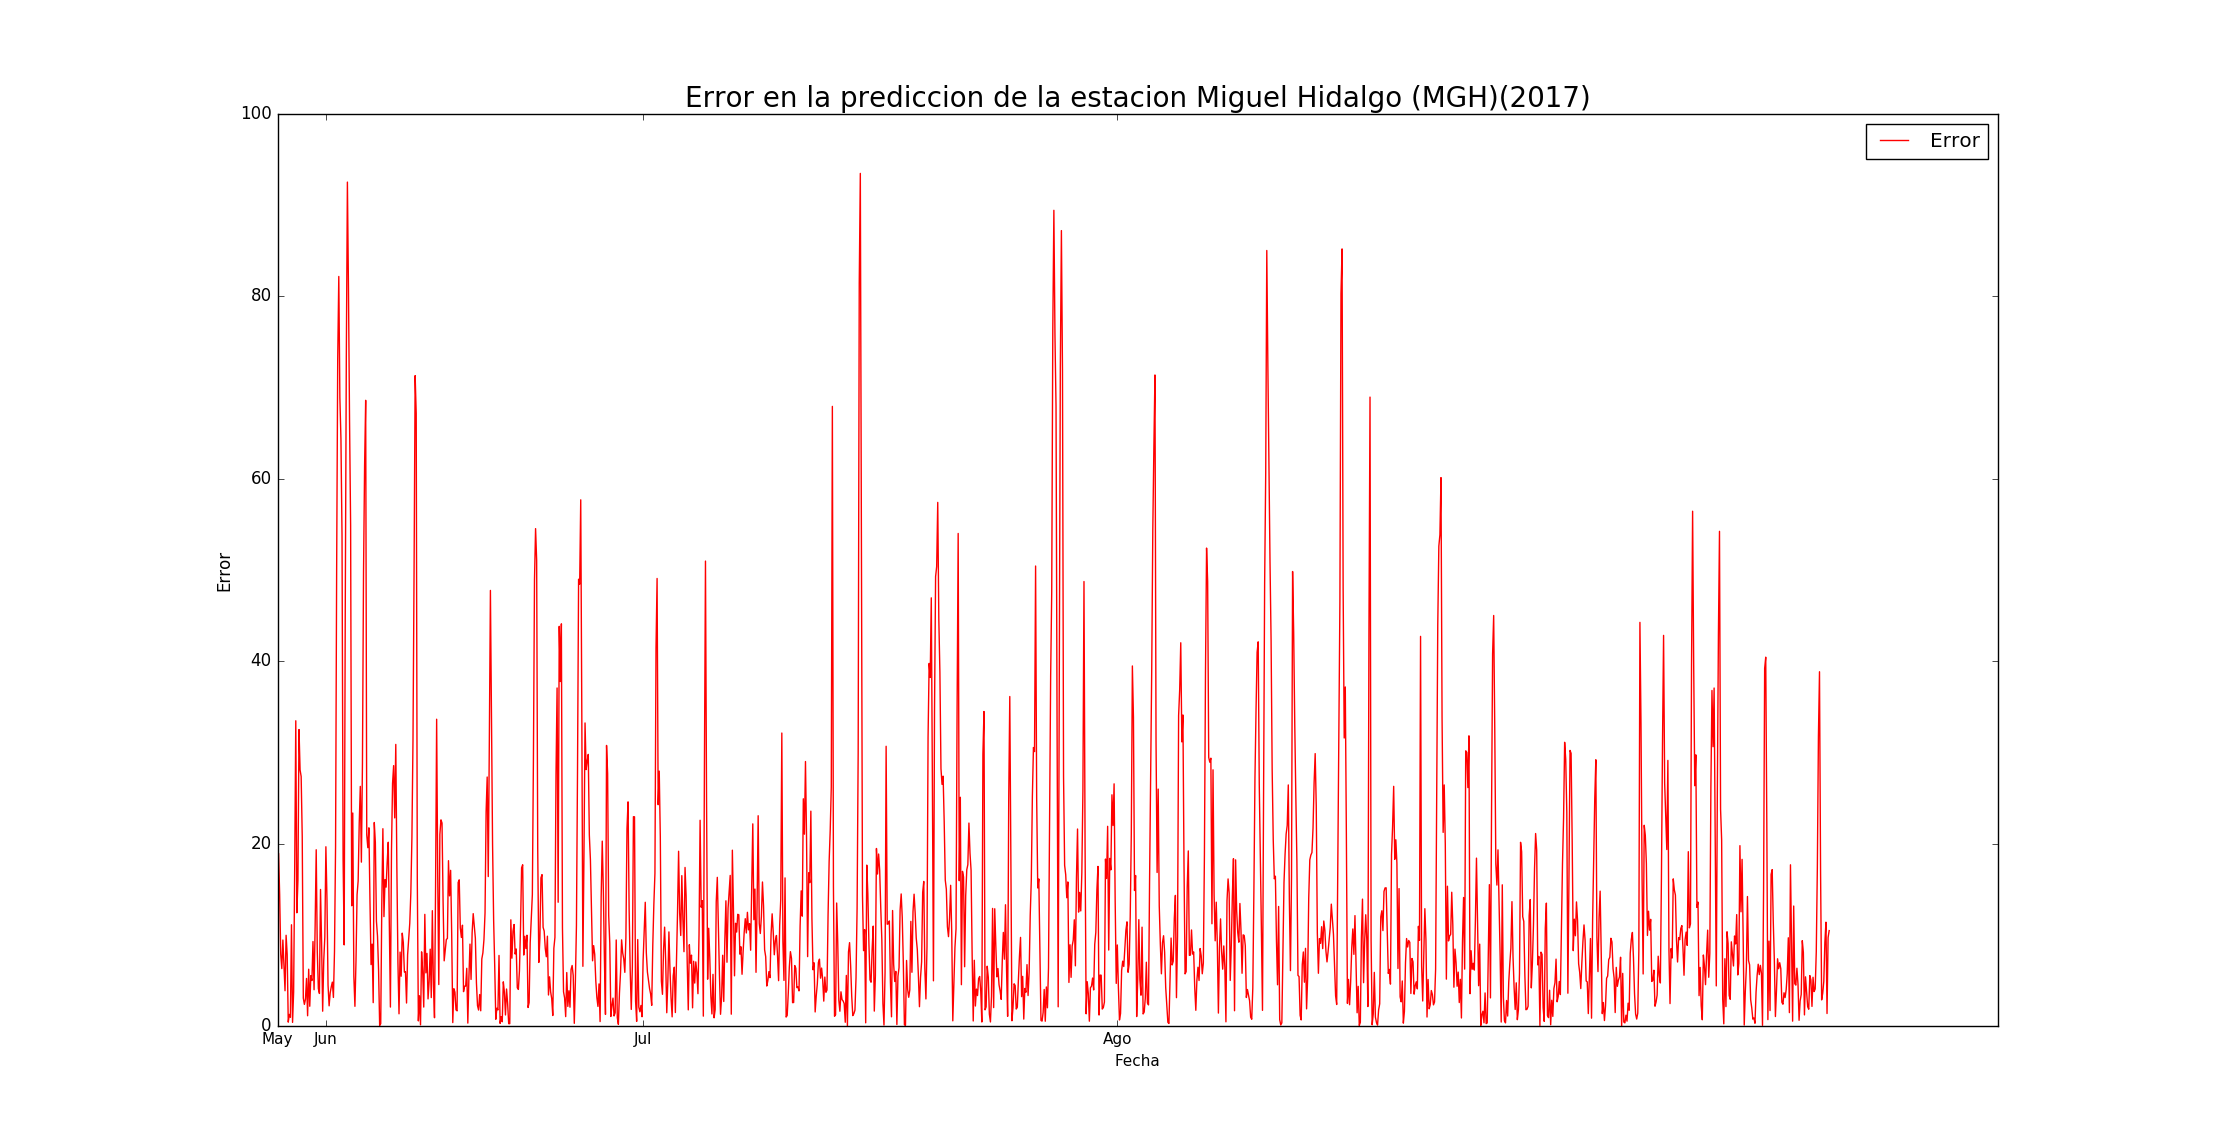 Error en la prediccion de la estacion Miguel Hidalgo (MGH)(2017)
100
Error
80
60
Error
40
20
0
May Jun Jul Ago
Fecha